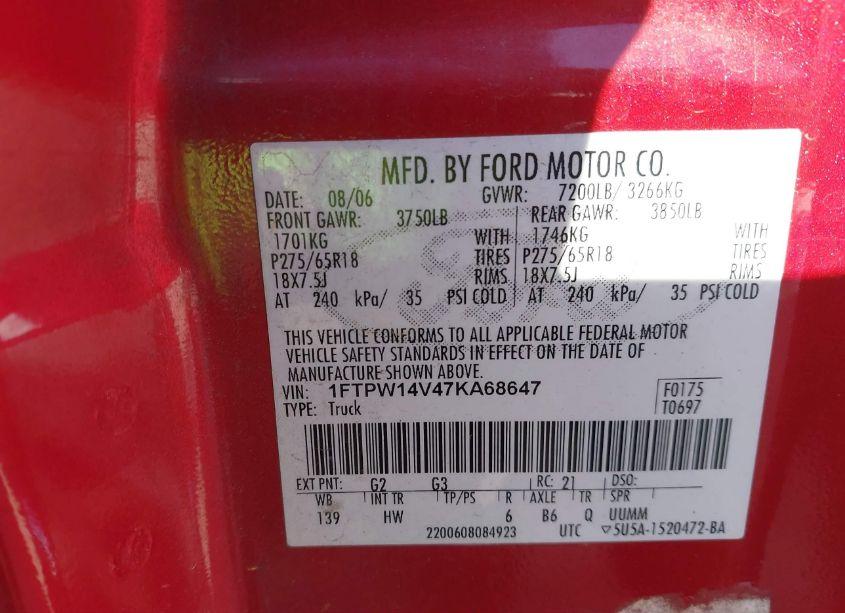 MFD. BY FORD MOTOR CO.
DATE: 08/06 GVWR: 7200LB/ 3266KG
FRONT GAWR: 3750LB REAR GAWR: 3850LB
1701KG WITH 1746KG WITH
P275/65R18 TIRES P275/65R18 TIRES
18X7.5J RIMS 18X7.5J RIMS
AT 240 kPa/ 35 PSI COLD AT 240 kPa/ 35 PSI COLD
THIS VEHICLE CONFORMS TO ALL APPLICABLE FEDERAL MOTOR
VEHICLE SAFETY STANDARDS IN EFFECT ON THE DATE OF
MANUFACTURE SHOWN ABOVE.
VIN: 1FTPW14V47KA68647 F0175
TYPE: Truck T0697
EXT PNT: G2 G3 RC: 21 DSO:
WB INT TR TP/PS R AXLE TR SPR
139 HW 6 B6 Q UUMM
2200608084923 UTC ▽5U5A-1520472-BA